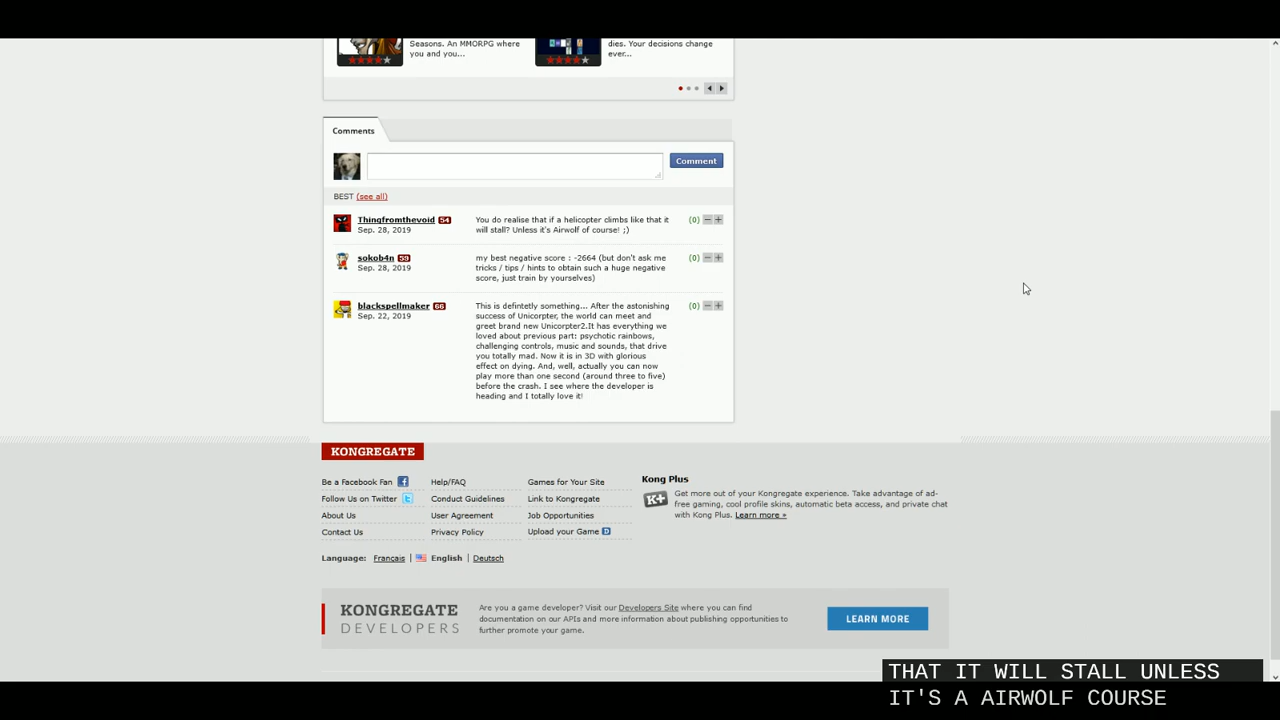 Seasons. An MMORPG where
you and you...
dies. Your decisions change
ever...
Comments
Comment
BEST (see all)
Thingfromthevoid 54
Sep. 28, 2019
You do realise that if a helicopter climbs like that it
will stall? Unless it's Airwolf of course! ;)
(0)
sokob4n 59
Sep. 28, 2019
my best negative score : -2664 (but don't ask me
tricks / tips / hints to obtain such a huge negative
score, just train by yourselves)
(0)
blackspellmaker 66
Sep. 22, 2019
This is defintetly something... After the astonishing
success of Unicorpter, the world can meet and
greet brand new Unicorpter2.It has everything we
loved about previous part: psychotic rainbows,
challenging controls, music and sounds, that drive
you totally mad. Now it is in 3D with glorious
effect on dying. And, well, actually you can now
play more than one second (around three to five)
before the crash. I see where the developer is
heading and I totally love it!
(0)
KONGREGATE
Be a Facebook Fan
Follow Us on Twitter
About Us
Contact Us
Help/FAQ
Conduct Guidelines
User Agreement
Privacy Policy
Games for Your Site
Link to Kongregate
Job Opportunities
Upload your Game D
Kong Plus
K+
Get more out of your Kongregate experience. Take advantage of ad-
free gaming, cool profile skins, automatic beta access, and private chat
with Kong Plus. Learn more »
Language: Français | English | Deutsch
KONGREGATE
DEVELOPERS
Are you a game developer? Visit our Developers Site where you can find
documentation on our APIs and more information about publishing opportunities to
further promote your game.
LEARN MORE
THAT IT WILL STALL UNLESS
IT'S A AIRWOLF COURSE